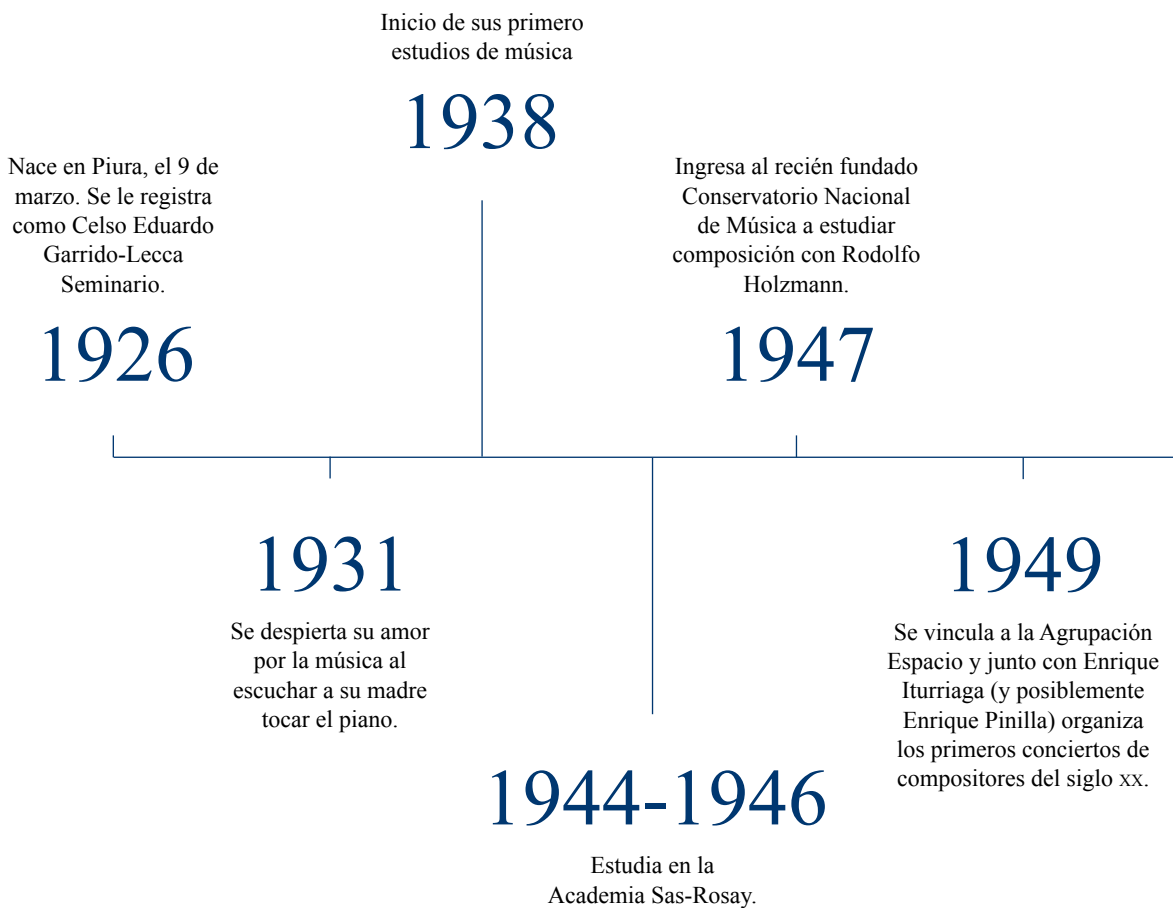 Inicio de sus primero
estudios de música
1938
Nace en Piura, el 9 de
marzo. Se le registra
como Celso Eduardo
Garrido-Lecca
Seminario.
1926
Ingresa al recién fundado
Conservatorio Nacional
de Música a estudiar
composición con Rodolfo
Holzmann.
1947
1931
Se despierta su amor
por la música al
escuchar a su madre
tocar el piano.
1944-1946
Estudia en la
Academia Sas-Rosay.
1949
Se vincula a la Agrupación
Espacio y junto con Enrique
Iturriaga (y posiblemente
Enrique Pinilla) organiza
los primeros conciertos de
compositores del siglo XX.